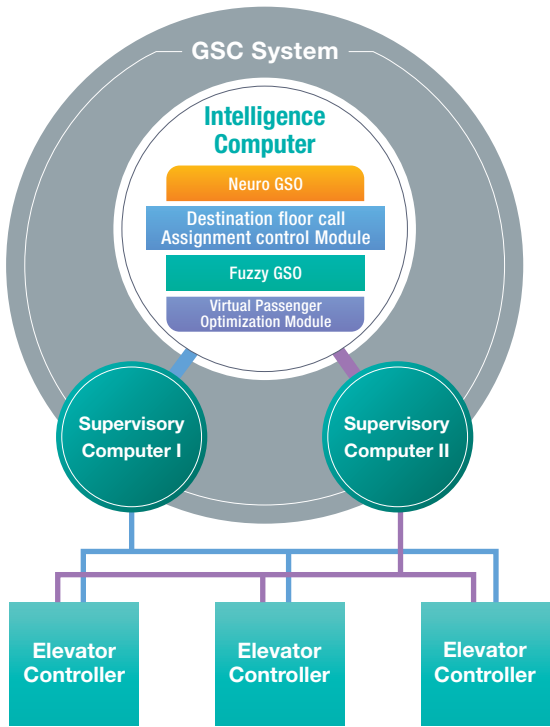 GSC System
Intelligence
Computer
Neuro GSO
Destination floor call
Assignment control Module
Fuzzy GSO
Virtual Passenger
Optimization Module
Supervisory
Computer I
Supervisory
Computer II
Elevator
Controller
Elevator
Controller
Elevator
Controller